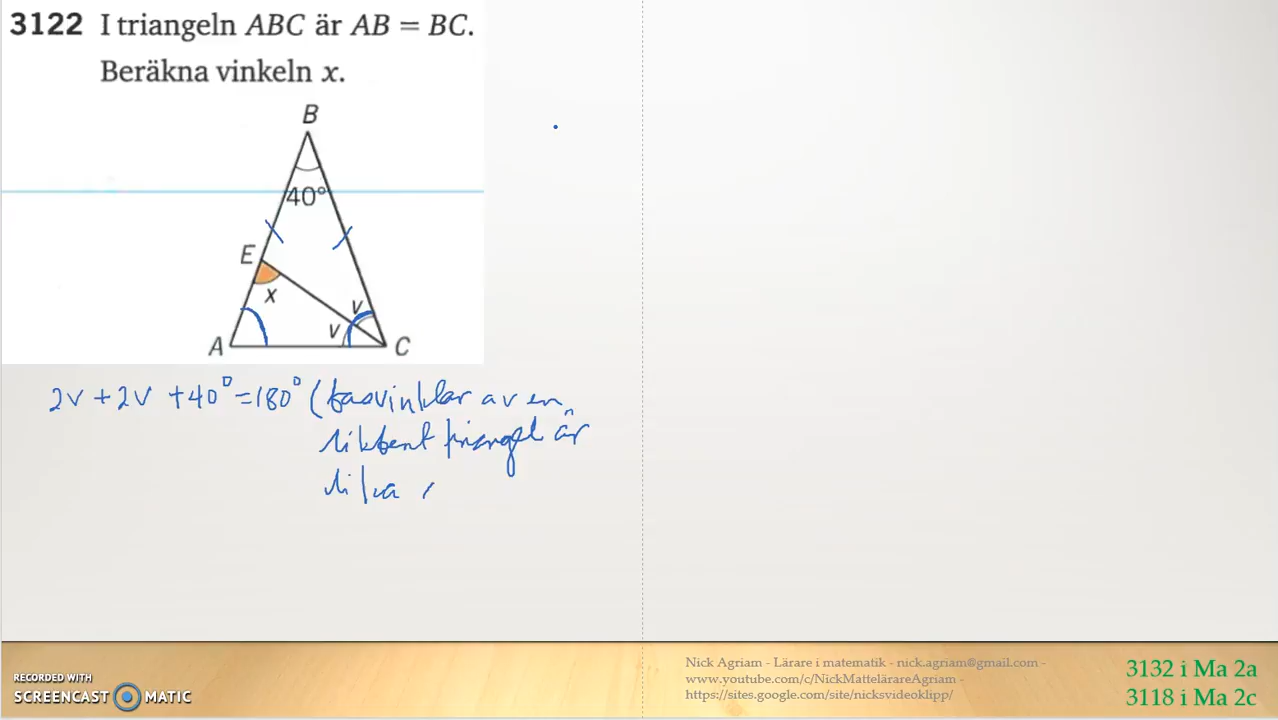 3122 I triangeln ABC är AB = BC.
Beräkna vinkeln x.
B
40°
E
x
v
v
A
C
2v + 2v + 40° = 180° (basvinklar av en
likbent triangel är
lika
RECORDED WITH
SCREENCAST MATIC
Nick Agriam - Lärare i matematik - nick.agriam@gmail.com -
www.youtube.com/c/NickMattelärareAgriam -
https://sites.google.com/site/nicksvideoklipp/
3132 i Ma 2a
3118 i Ma 2c